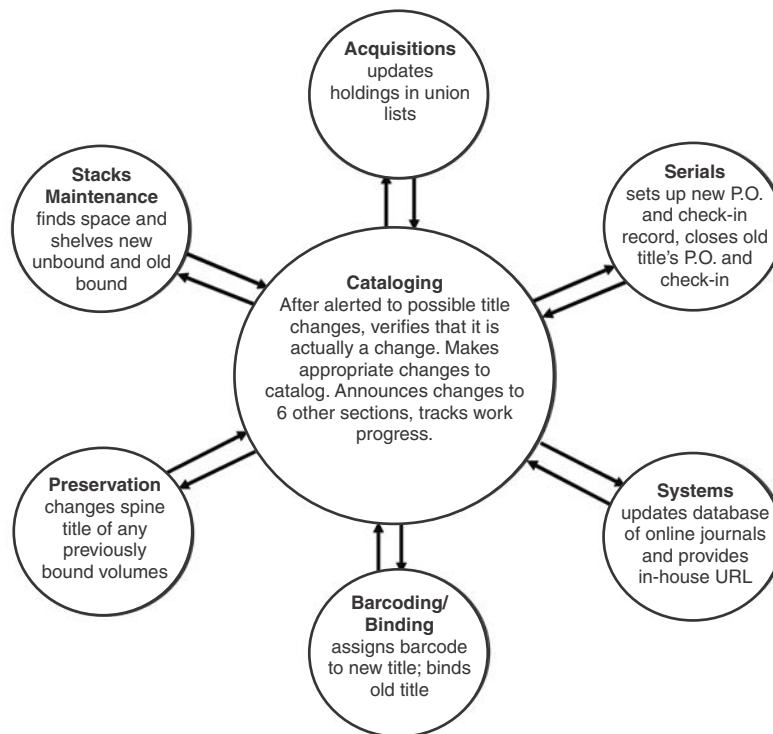 Acquisitions
updates
holdings in union
lists
Stacks
Maintenance
finds space and
shelves new
unbound and old
bound
Serials
sets up new P.O.
and check-in
record, closes old
title's P.O. and
check-in
Cataloging
After alerted to possible title
changes, verifies that it is
actually a change. Makes
appropriate changes to
catalog. Announces changes to
6 other sections, tracks work
progress.
Preservation
changes spine
title of any
previously
bound volumes
Systems
updates database
of online journals
and provides
in-house URL
Barcoding/
Binding
assigns barcode
to new title; binds
old title